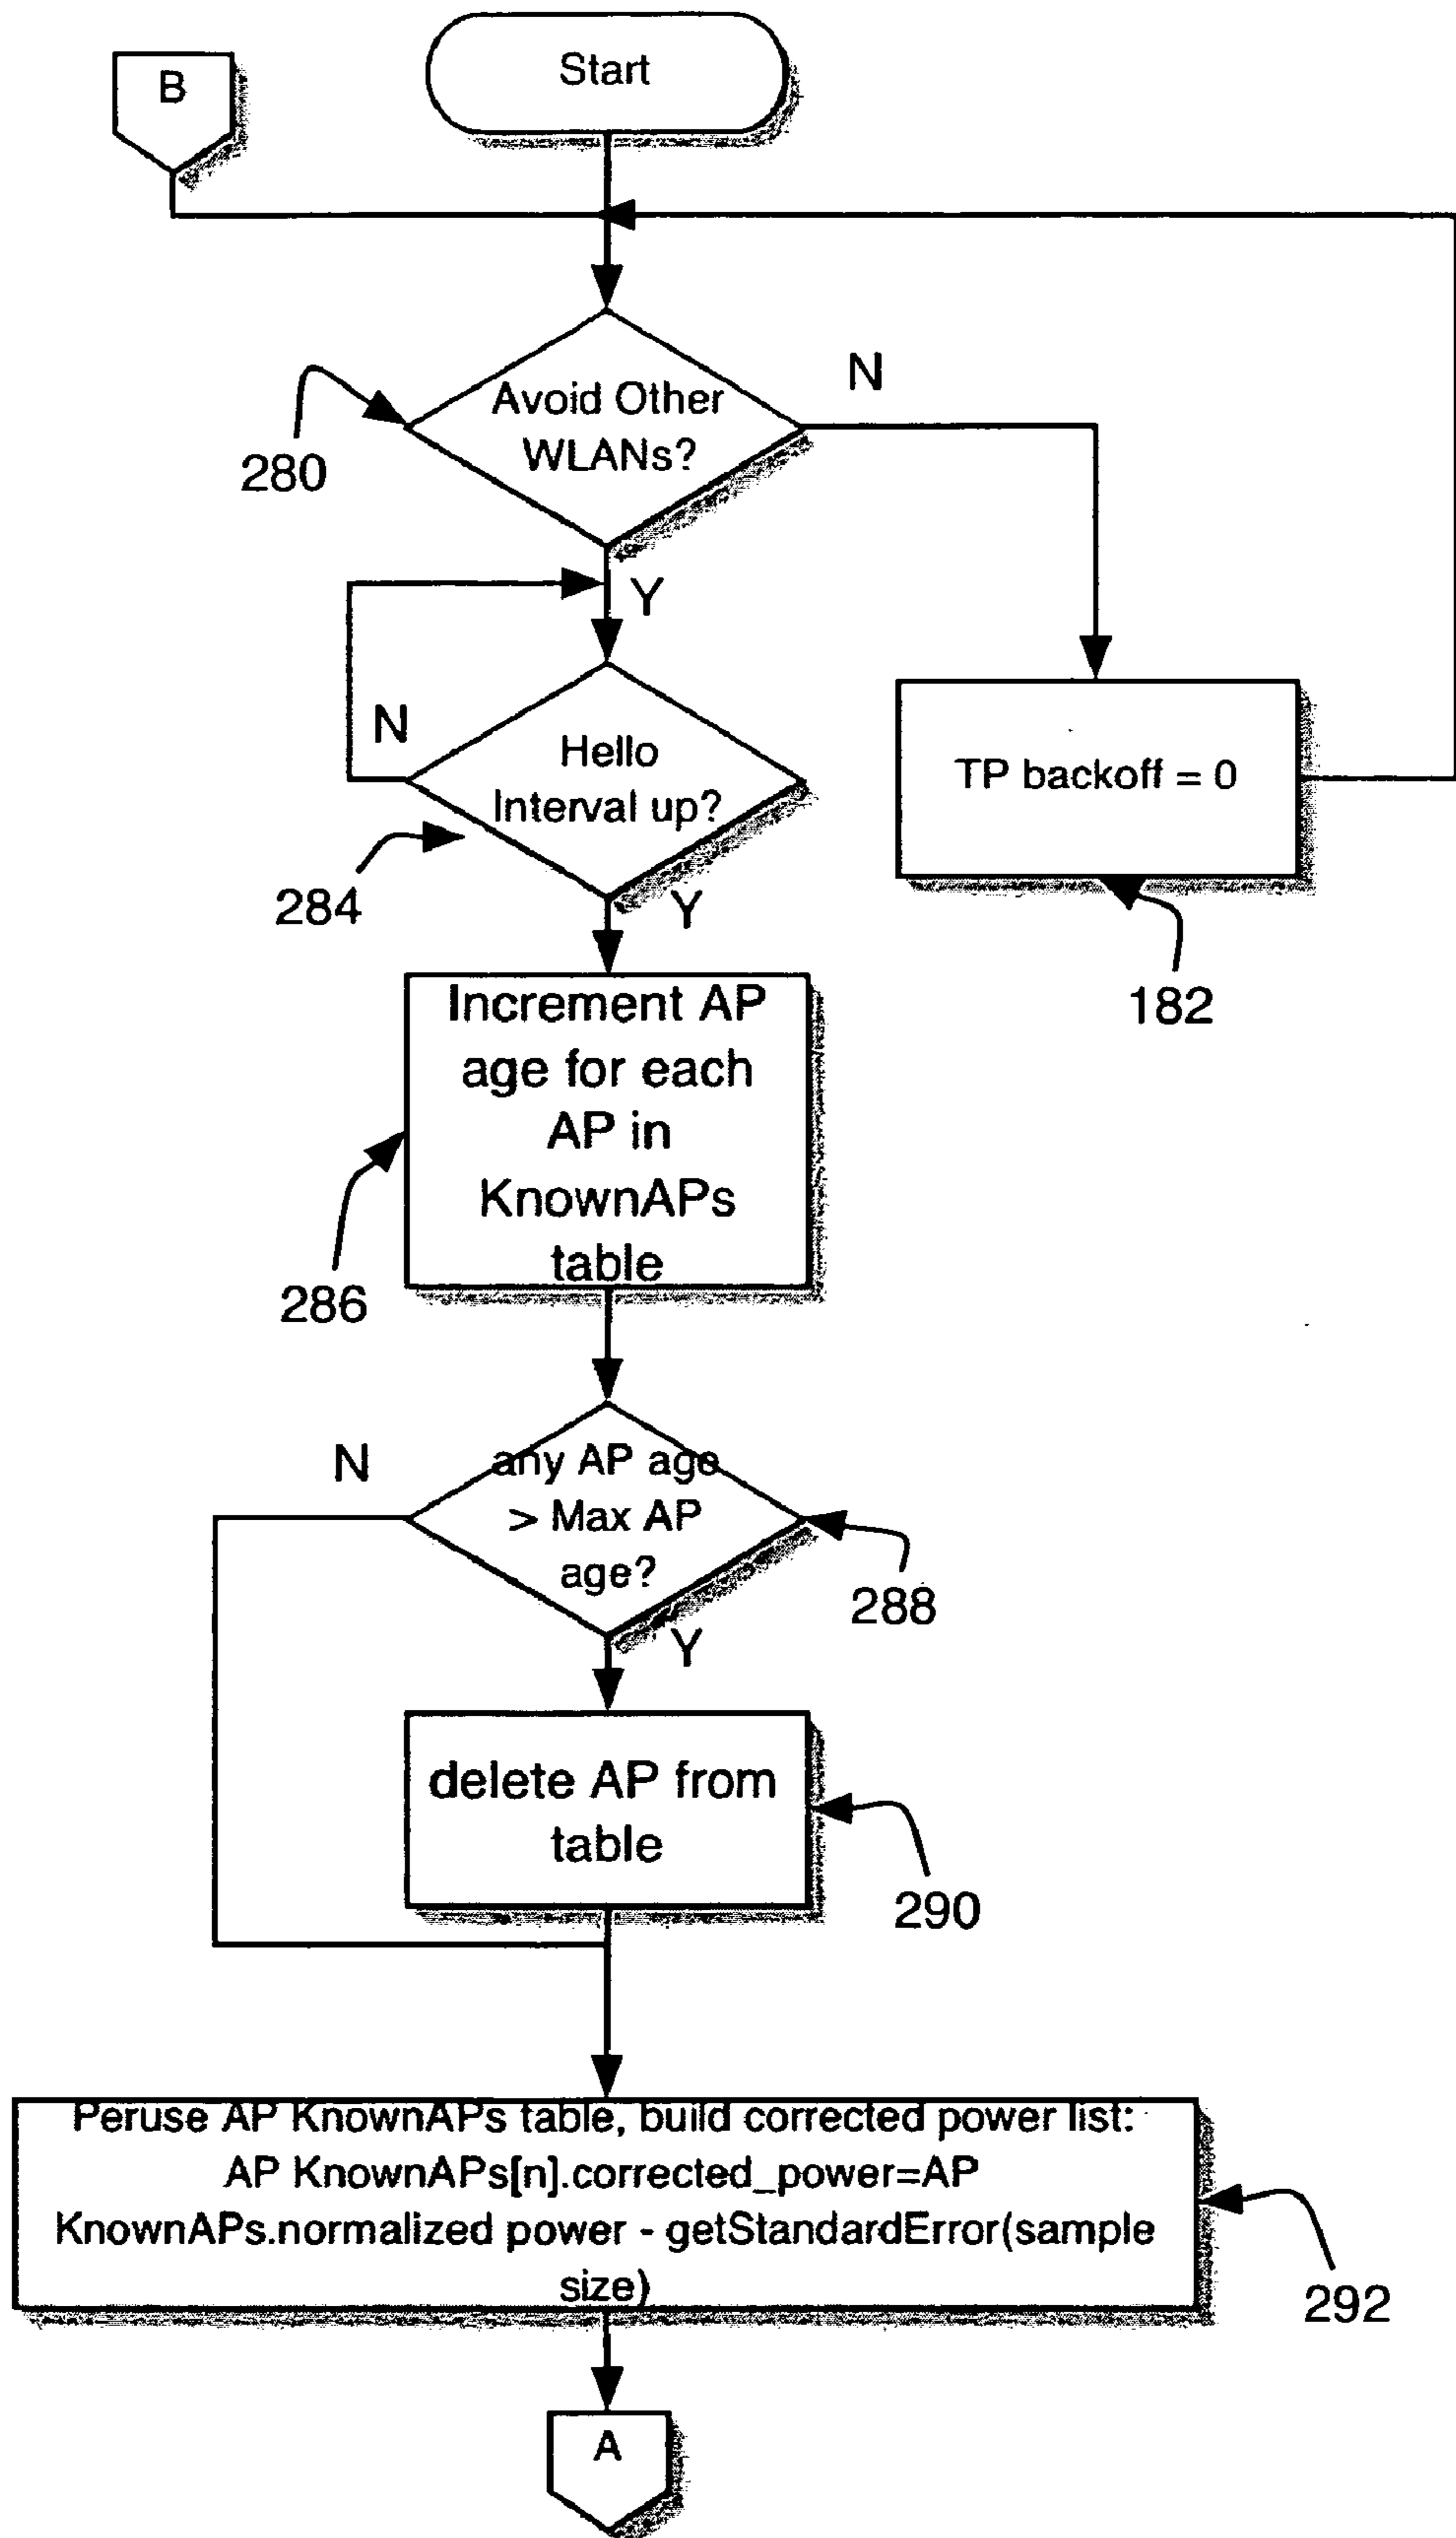 B
Start
Avoid Other
WLANs?
N
280
Y
N
Hello
Interval up?
TP backoff = 0
284
Y
182
Increment AP
age for each
AP in
KnownAPs
table
286
N
any AP age
> Max AP
age?
288
Y
delete AP from
table
290
Peruse AP KnownAPs table, build corrected power list:
AP KnownAPs[n].corrected_power=AP
KnownAPs.normalized power - getStandardError(sample
size)
292
A